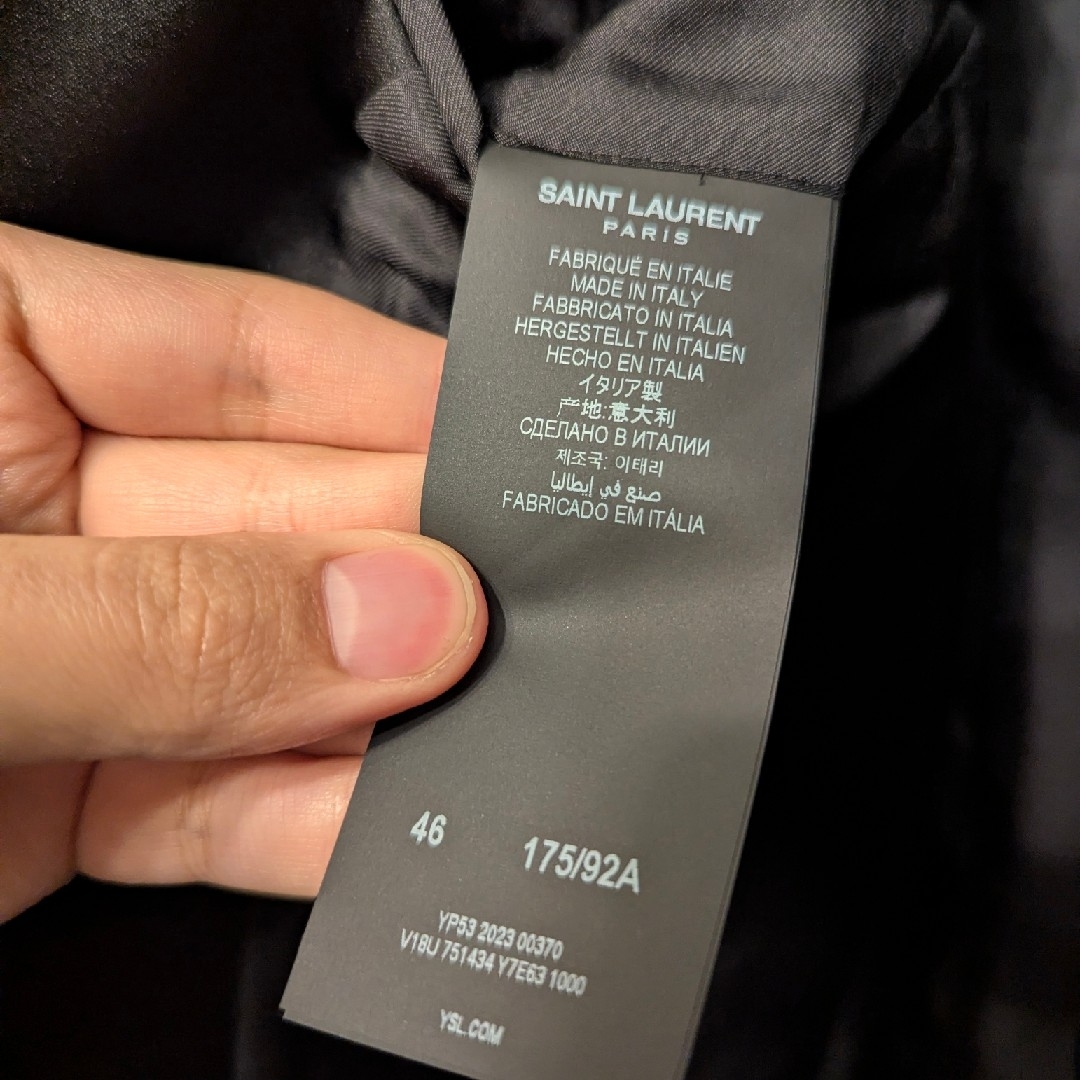 SAINT LAURENT
PARIS
FABRIQUÉ EN ITALIE
MADE IN ITALY
FABBRICATO IN ITALIA
HERGESTELLT IN ITALIEN
HECHO EN ITALIA
イタリア製
产地:意大利
СДЕЛАНО В ИТАЛИИ
제조국: 이태리
صنع في إيطاليا
FABRICADO EM ITÁLIA
46 175/92A
YP53 2023 00370
V18U 751434 Y7E63 1000
YSL.COM